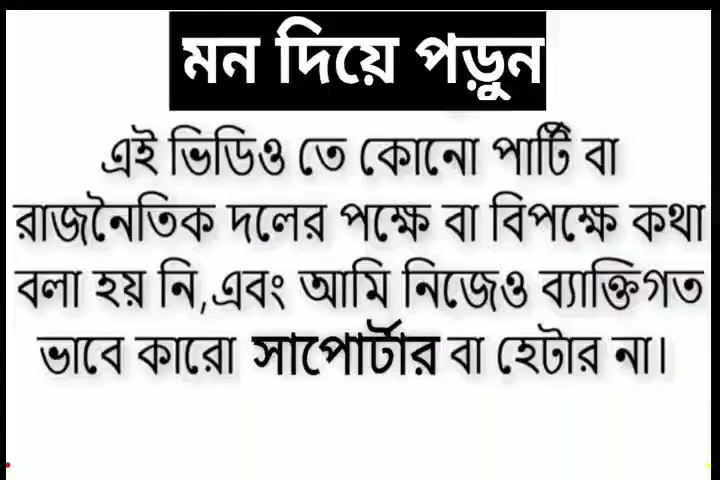 মন দিয়ে পড়ুন
এই ভিডিও তে কোনো পার্টি বা
রাজনৈতিক দলের পক্ষে বা বিপক্ষে কথা
বলা হয় নি,এবং আমি নিজেও ব্যাক্তিগত
ভাবে কারো সাপোর্টার বা হেটার না।